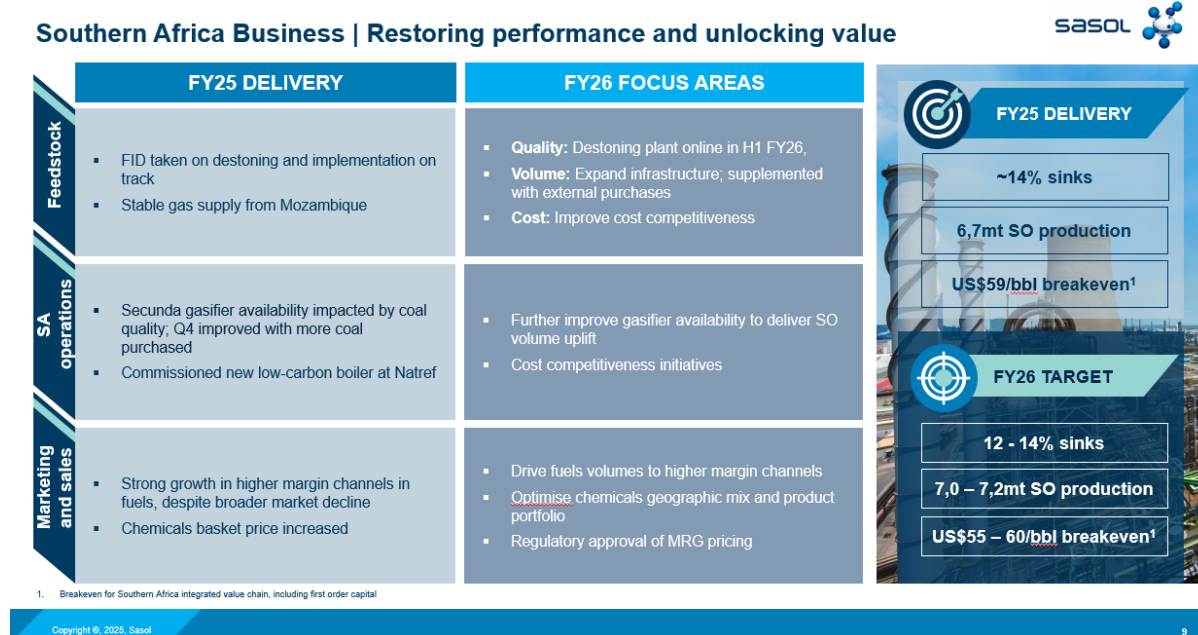 Southern Africa Business | Restoring performance and unlocking value
sasol
FY25 DELIVERY
FY26 FOCUS AREAS
Feedstock
▪ FID taken on destoning and implementation on
track
▪ Stable gas supply from Mozambique
▪ Quality: Destoning plant online in H1 FY26,
▪ Volume: Expand infrastructure; supplemented
with external purchases
▪ Cost: Improve cost competitiveness
SA
operations
▪ Secunda gasifier availability impacted by coal
quality; Q4 improved with more coal
purchased
▪ Commissioned new low-carbon boiler at Natref
▪ Further improve gasifier availability to deliver SO
volume uplift
▪ Cost competitiveness initiatives
Marketing
and sales
▪ Strong growth in higher margin channels in
fuels, despite broader market decline
▪ Chemicals basket price increased
▪ Drive fuels volumes to higher margin channels
▪ Optimise chemicals geographic mix and product
portfolio
▪ Regulatory approval of MRG pricing
FY25 DELIVERY
~14% sinks
6,7mt SO production
US$59/bbl breakeven¹
FY26 TARGET
12 - 14% sinks
7,0 – 7,2mt SO production
US$55 – 60/bbl breakeven¹
1. Breakeven for Southern Africa integrated value chain, including first order capital
Copyright ©, 2025, Sasol
9